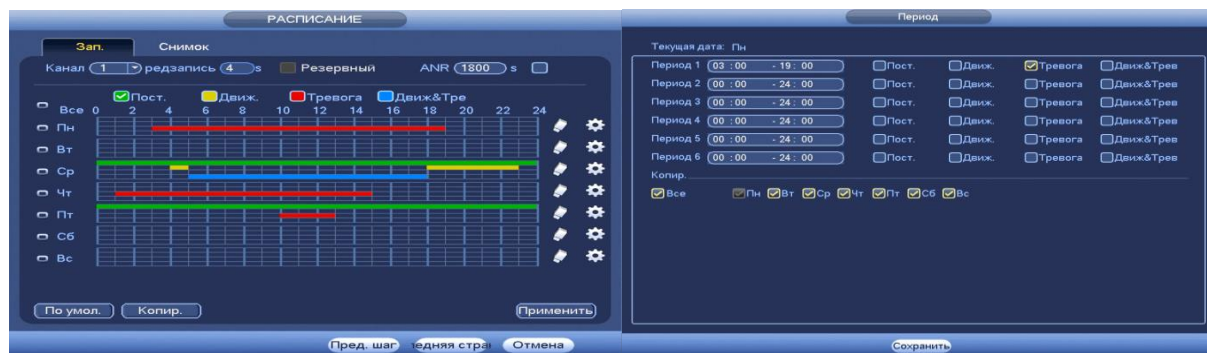 РАСПИСАНИЕ
Зап. Снимок
Канал 1 редзапись 4 s Резервный ANR 1800 s
Пост. Движ. Тревога Движ&Тре
Все 0 2 4 6 8 10 12 14 16 18 20 22 24
Пн
Вт
Ср
Чт
Пт
Сб
Вс
По умол. Копир. Применить
Пред. шаг едняя стра Отмена
Период
Текущая дата: Пн
Период 1 03 :00 - 19: 00 Пост. Движ. Тревога Движ&Трев
Период 2 00 :00 - 24: 00 Пост. Движ. Тревога Движ&Трев
Период 3 00 :00 - 24: 00 Пост. Движ. Тревога Движ&Трев
Период 4 00 :00 - 24: 00 Пост. Движ. Тревога Движ&Трев
Период 5 00 :00 - 24: 00 Пост. Движ. Тревога Движ&Трев
Период 6 00 :00 - 24: 00 Пост. Движ. Тревога Движ&Трев
Копир.
Все Пн Вт Ср Чт Пт Сб Вс
Сохранить